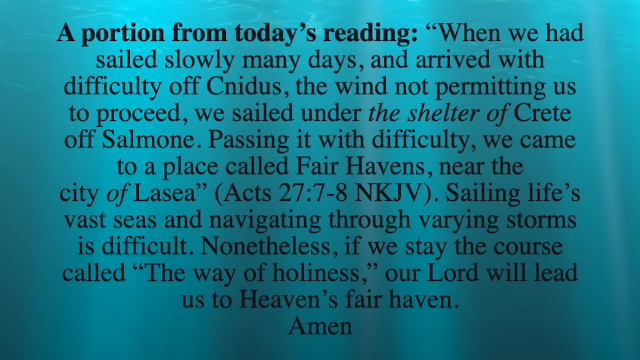 A portion from today’s reading: “When we had
sailed slowly many days, and arrived with
difficulty off Cnidus, the wind not permitting us
to proceed, we sailed under the shelter of Crete
off Salmone. Passing it with difficulty, we came
to a place called Fair Havens, near the
city of Lasea” (Acts 27:7-8 NKJV). Sailing life’s
vast seas and navigating through varying storms
is difficult. Nonetheless, if we stay the course
called “The way of holiness,” our Lord will lead
us to Heaven’s fair haven.
Amen